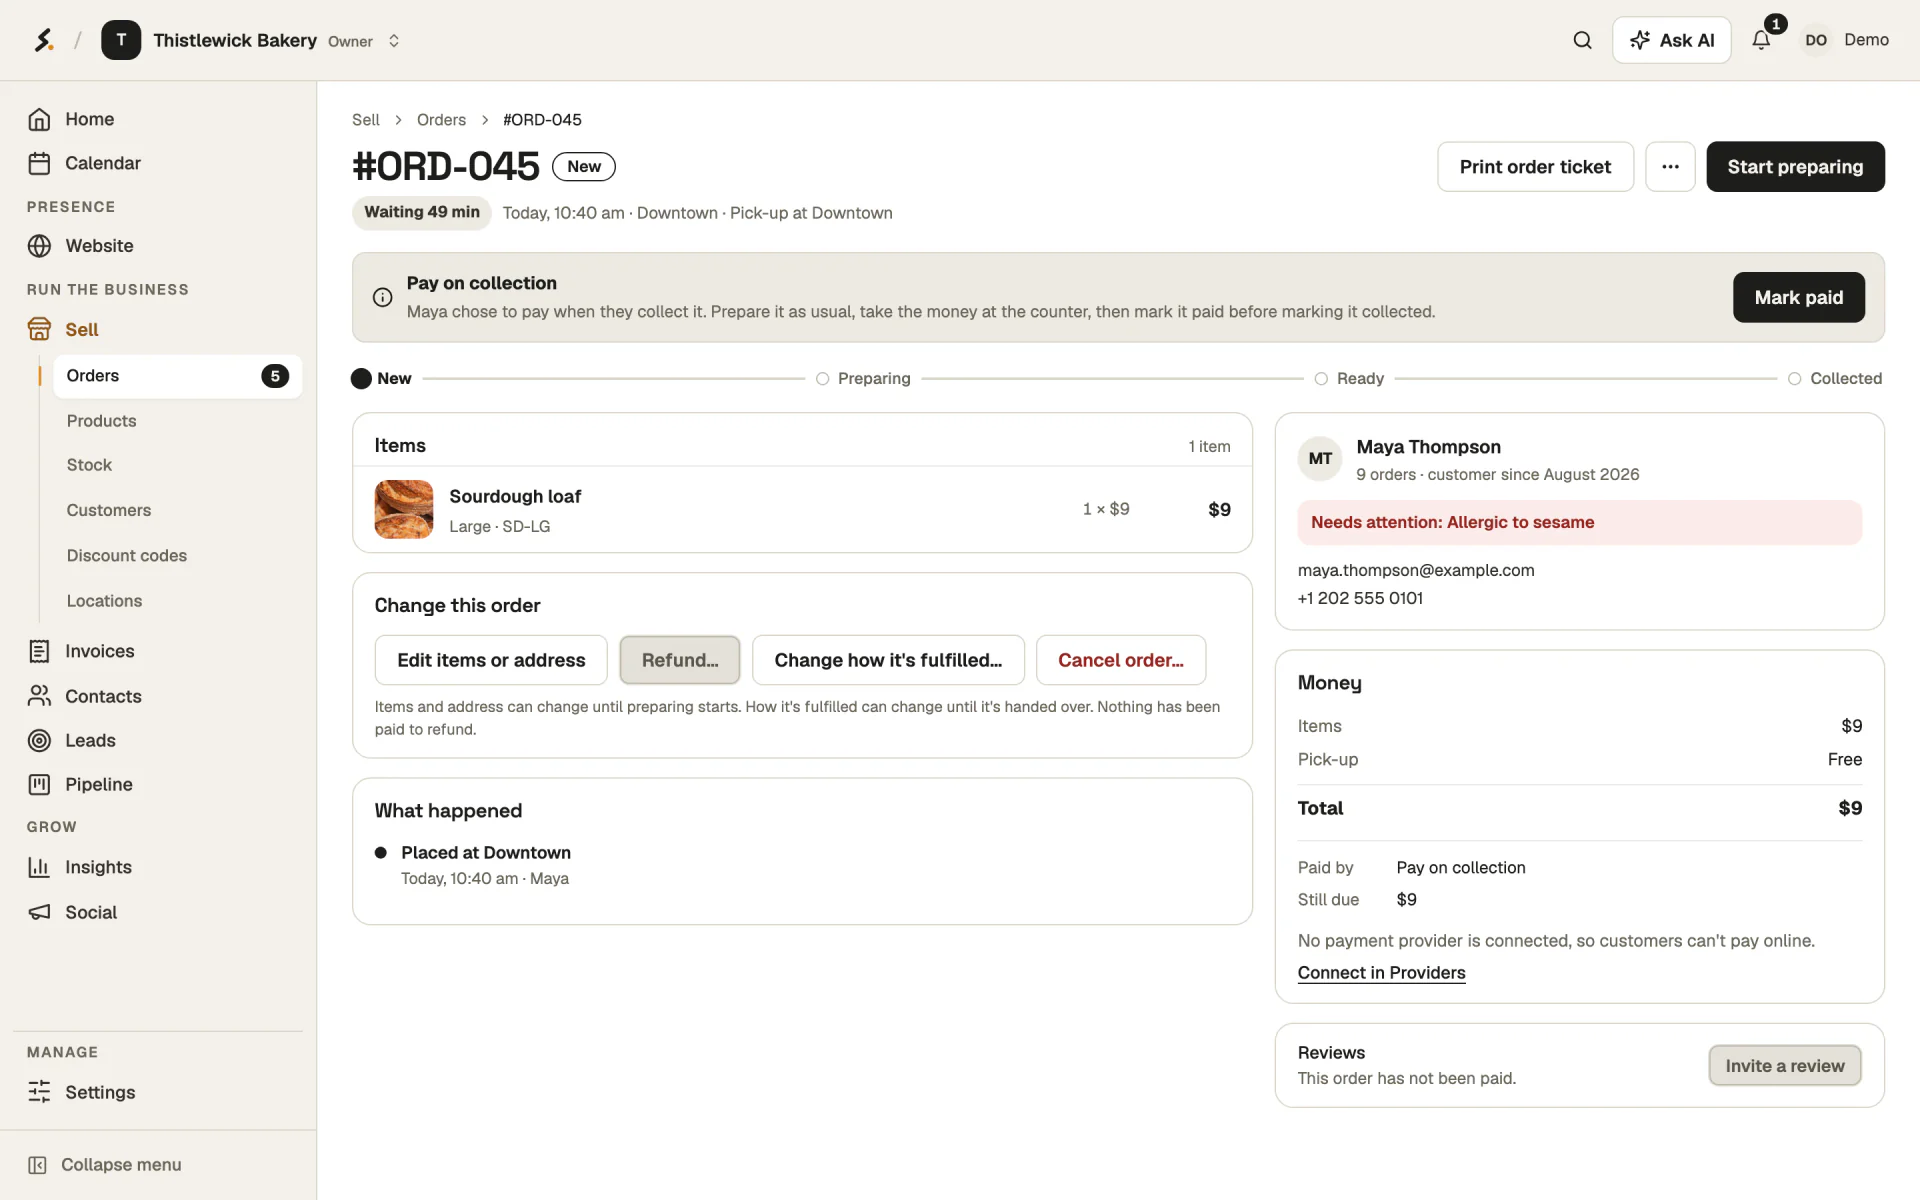 /
T
Thistlewick Bakery Owner
Ask AI
1
DO
Demo
Home
Calendar
PRESENCE
Website
RUN THE BUSINESS
Sell
Orders
5
Products
Stock
Customers
Discount codes
Locations
Invoices
Contacts
Leads
Pipeline
GROW
Insights
Social
MANAGE
Settings
Collapse menu
Sell > Orders > #ORD-045
#ORD-045
New
Print order ticket
...
Start preparing
Waiting 49 min
Today, 10:40 am · Downtown · Pick-up at Downtown
Pay on collection
Maya chose to pay when they collect it. Prepare it as usual, take the money at the counter, then mark it paid before marking it collected.
Mark paid
New
Preparing
Ready
Collected
Items
1 item
Sourdough loaf
Large · SD-LG
1 × $9
$9
Change this order
Edit items or address
Refund...
Change how it's fulfilled...
Cancel order...
Items and address can change until preparing starts. How it's fulfilled can change until it's handed over. Nothing has been
paid to refund.
What happened
Placed at Downtown
Today, 10:40 am · Maya
MT
Maya Thompson
9 orders · customer since August 2026
Needs attention: Allergic to sesame
maya.thompson@example.com
+1 202 555 0101
Money
Items
$9
Pick-up
Free
Total
$9
Paid by
Pay on collection
Still due
$9
No payment provider is connected, so customers can't pay online.
Connect in Providers
Reviews
This order has not been paid.
Invite a review